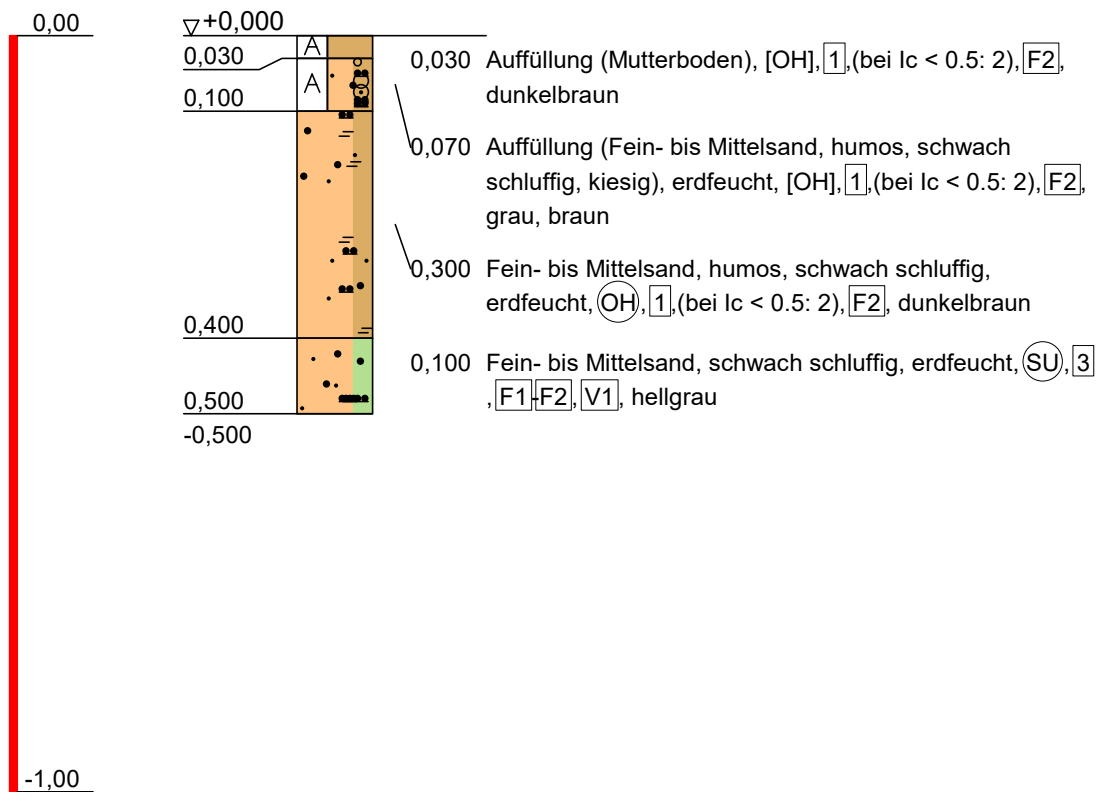 0,00
+0,000
A
0,030
A
0,100
0,400
0,500
-0,500
0,030 Auffüllung (Mutterboden), [OH], 1,(bei Ic < 0.5: 2), F2,
dunkelbraun
0,070 Auffüllung (Fein- bis Mittelsand, humos, schwach
schluffig, kiesig), erdfeucht, [OH], 1,(bei Ic < 0.5: 2), F2,
grau, braun
0,300 Fein- bis Mittelsand, humos, schwach schluffig,
erdfeucht, OH, 1,(bei Ic < 0.5: 2), F2, dunkelbraun
0,100 Fein- bis Mittelsand, schwach schluffig, erdfeucht, SU, 3
, F1-F2, V1, hellgrau
-1,00